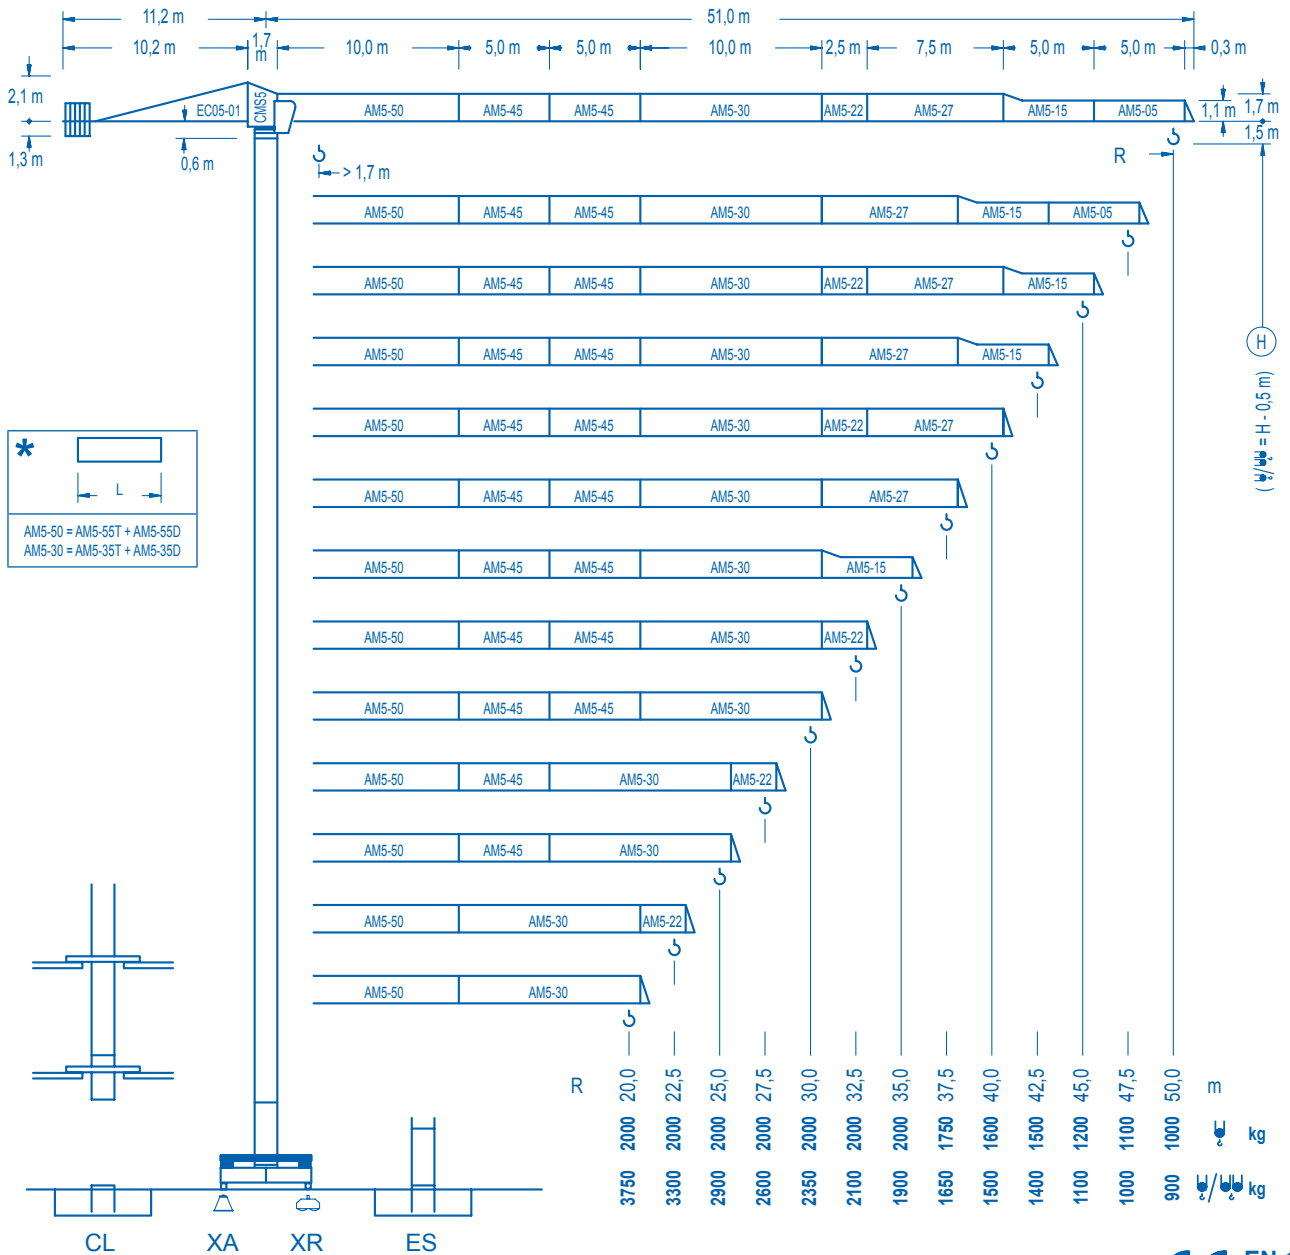 11,2 m 51,0 m
10,2 m 1,7 m 10,0 m 5,0 m 5,0 m 10,0 m 2,5 m 7,5 m 5,0 m 5,0 m 0,3 m
2,1 m EC05-01 CMS5 AM5-50 AM5-45 AM5-45 AM5-30 AM5-22 AM5-27 AM5-15 AM5-05 1,1 m 1,7 m
1,3 m 0,6 m 1,5 m
> 1,7 m R
AM5-50 AM5-45 AM5-45 AM5-30 AM5-27 AM5-15 AM5-05
AM5-50 AM5-45 AM5-45 AM5-30 AM5-22 AM5-27 AM5-15
AM5-50 AM5-45 AM5-45 AM5-30 AM5-27 AM5-15
H
( / = H - 0,5 m)
AM5-50 AM5-45 AM5-45 AM5-30 AM5-22 AM5-27
*
L
AM5-50 = AM5-55T + AM5-55D
AM5-30 = AM5-35T + AM5-35D
AM5-50 AM5-45 AM5-45 AM5-30 AM5-27
AM5-50 AM5-45 AM5-45 AM5-30 AM5-15
AM5-50 AM5-45 AM5-45 AM5-30 AM5-22
AM5-50 AM5-45 AM5-45 AM5-30
AM5-50 AM5-45 AM5-30 AM5-22
AM5-50 AM5-45 AM5-30
AM5-50 AM5-30 AM5-22
AM5-50 AM5-30
R 20,0 22,5 25,0 27,5 30,0 32,5 35,0 37,5 40,0 42,5 45,0 47,5 50,0 m
2000 2000 2000 2000 2000 2000 2000 1750 1600 1500 1200 1100 1000 kg
3750 3300 2900 2600 2350 2100 1900 1650 1500 1400 1100 1000 900 / kg
CL XA XR ES